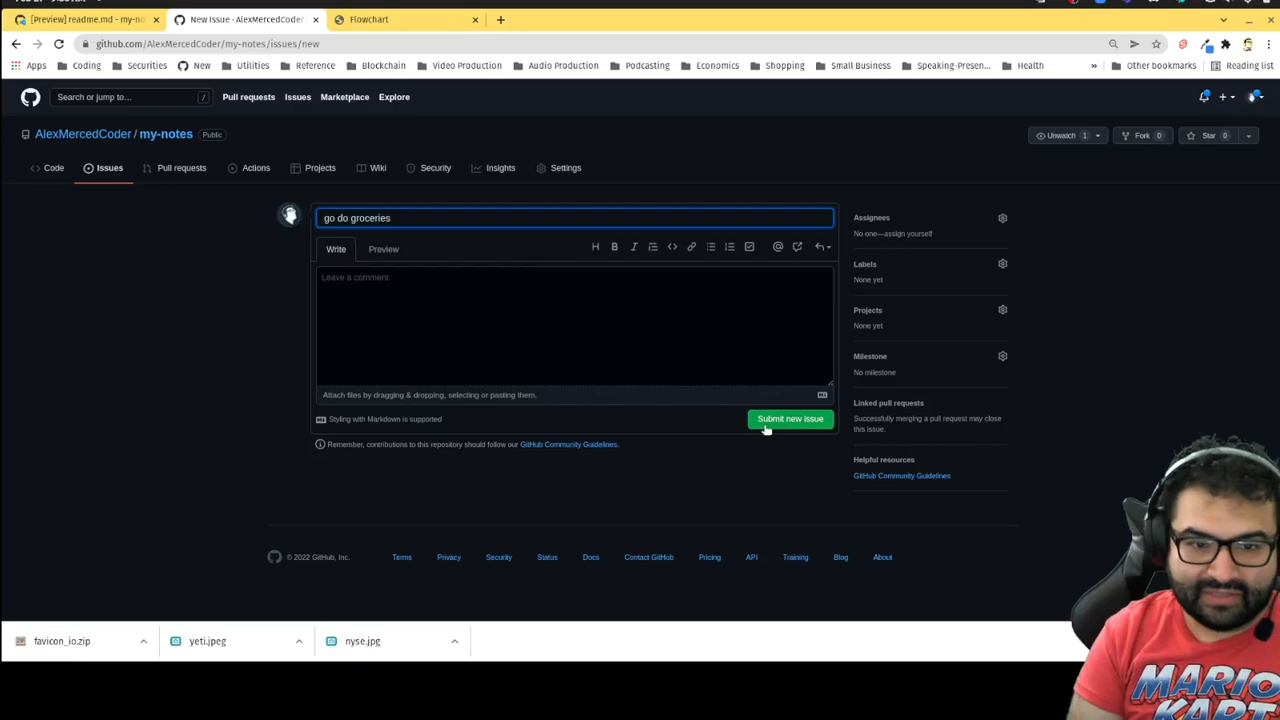 [Preview] readme.md - my-no
New Issue · AlexMercedCoder/
Flowchart
github.com/AlexMercedCoder/my-notes/issues/new
Apps Coding Securities New Utilities Reference Blockchain Video Production Audio Production Podcasting Economics Shopping Small Business Speaking-Presen... Health » Other bookmarks Reading list
Search or jump to... / Pull requests Issues Marketplace Explore
AlexMercedCoder / my-notes Public Unwatch 1 Fork 0 Star 0
Code Issues Pull requests Actions Projects Wiki Security Insights Settings
go do groceries
Write Preview
Leave a comment
Attach files by dragging & dropping, selecting or pasting them.
Styling with Markdown is supported Submit new issue
Remember, contributions to this repository should follow our GitHub Community Guidelines.
Assignees
No one—assign yourself
Labels
None yet
Projects
None yet
Milestone
No milestone
Linked pull requests
Successfully merging a pull request may close
this issue.
Helpful resources
GitHub Community Guidelines
© 2022 GitHub, Inc. Terms Privacy Security Status Docs Contact GitHub Pricing API Training Blog About
favicon_io.zip yeti.jpeg nyse.jpg
MARIO
KART